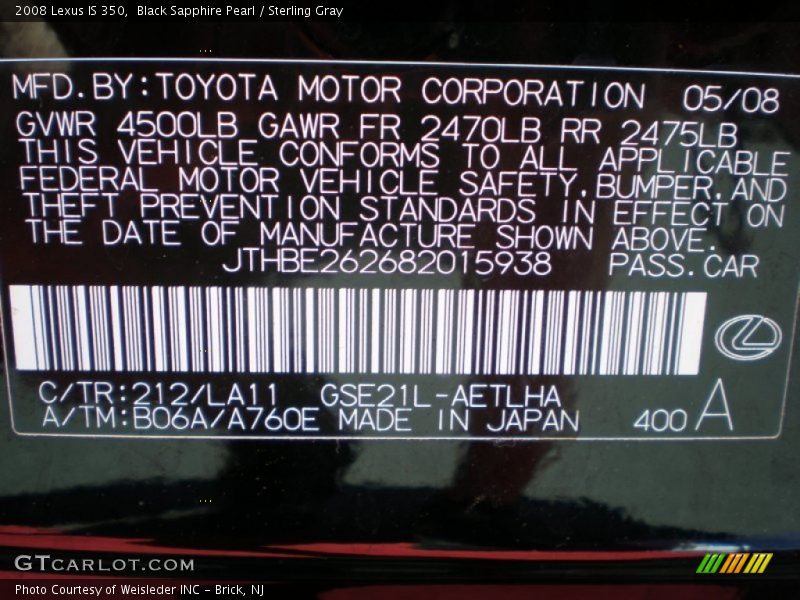 2008 Lexus IS 350,  Black Sapphire Pearl / Sterling Gray
MFD.BY:TOYOTA MOTOR CORPORATION 05/08
GVWR 4500LB GAWR FR 2470LB RR 2475LB
THIS VEHICLE CONFORMS TO ALL APPLICABLE
FEDERAL MOTOR VEHICLE SAFETY,BUMPER,AND
THEFT PREVENTION STANDARDS IN EFFECT ON
THE DATE OF MANUFACTURE SHOWN ABOVE.
JTHBE262682015938 PASS.CAR
C/TR:212/LA11 GSE21L-AETLHA
A/TM:B06A/A760E MADE IN JAPAN 400 A
GTCARLOT.COM
Photo Courtesy of Weisleder INC - Brick, NJ